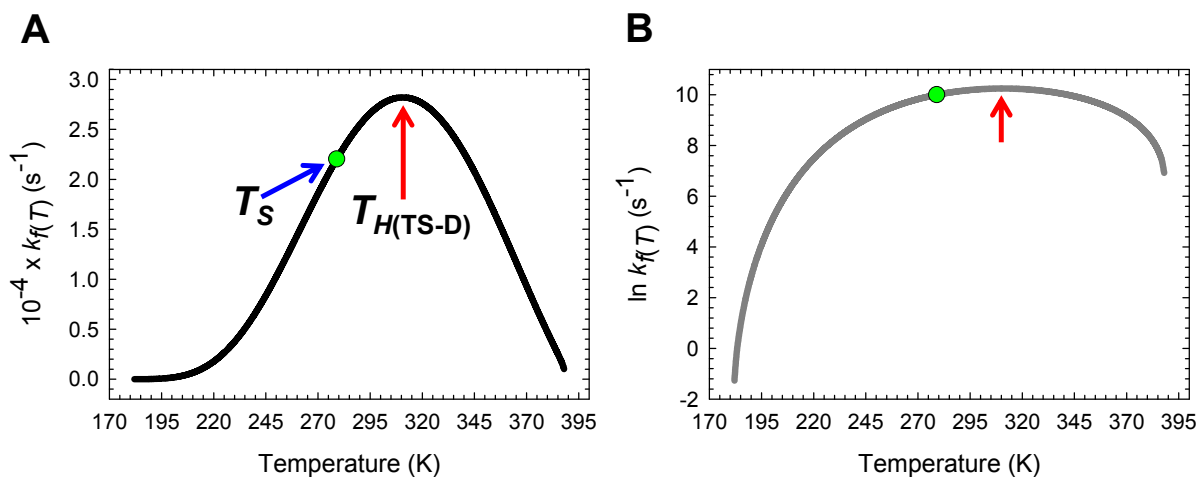 A
10⁻⁴ x k_f(T) (s⁻¹)
3.0
2.5
2.0
1.5
1.0
0.5
0.0
T_S
T_H(TS-D)
170 195 220 245 270 295 320 345 370 395
Temperature (K)
B
ln k_f(T) (s⁻¹)
10
8
6
4
2
0
-2
170 195 220 245 270 295 320 345 370 395
Temperature (K)